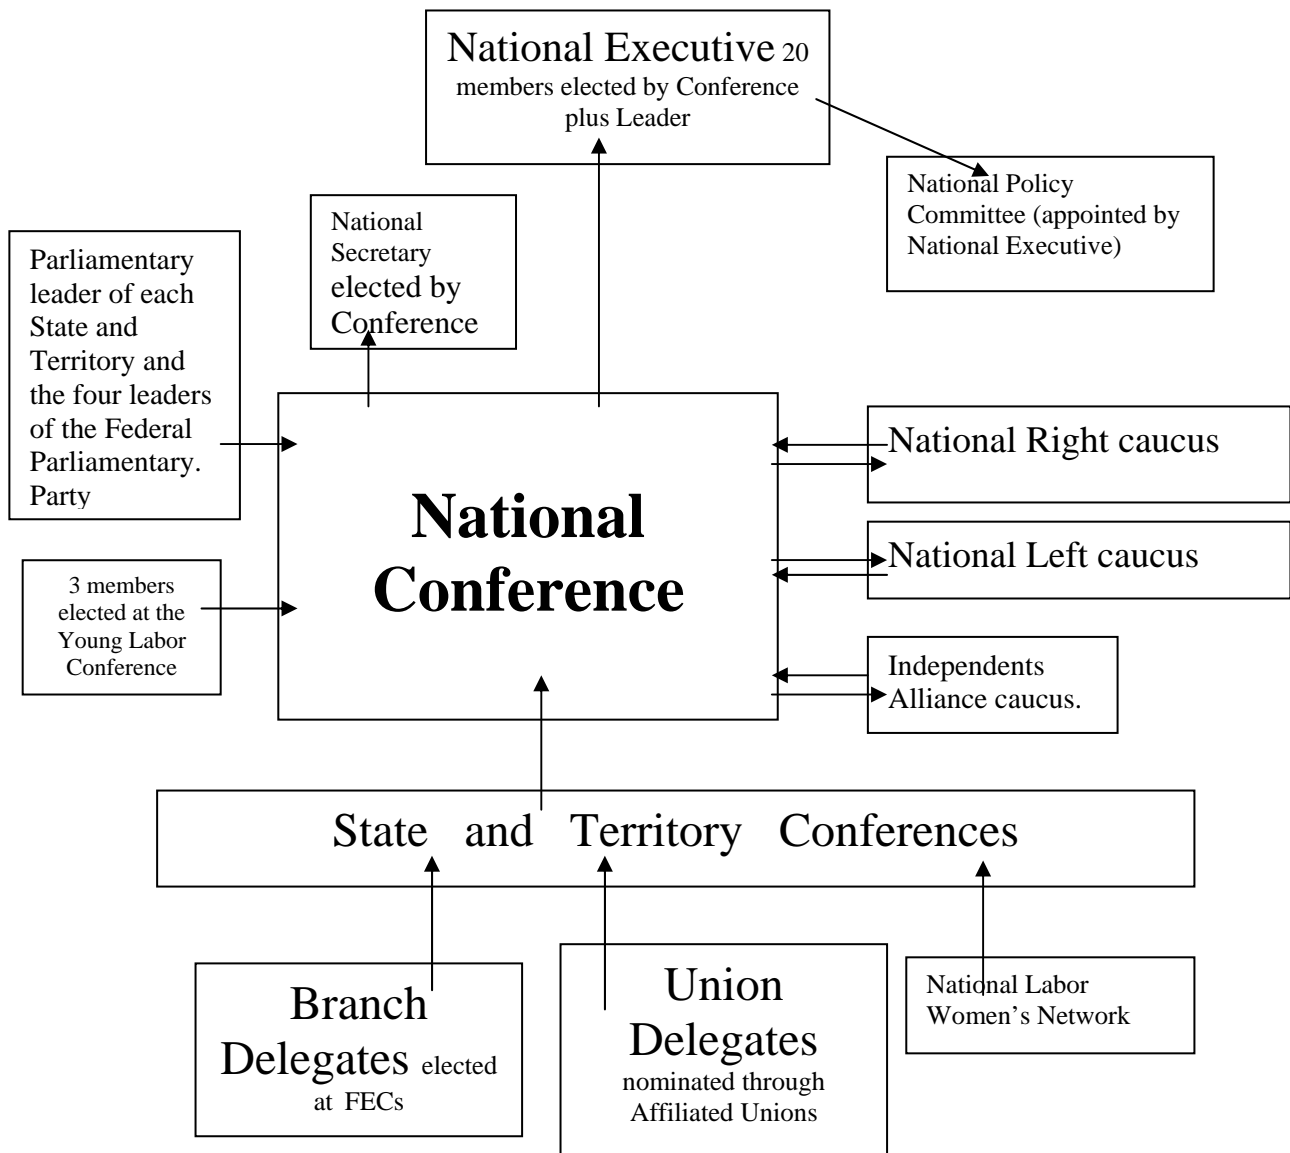 National Executive 20
members elected by Conference
plus Leader
National Policy
Committee (appointed by
National Executive)
National
Secretary
elected by
Conference
Parliamentary
leader of each
State and
Territory and
the four leaders
of the Federal
Parliamentary.
Party
National Right caucus
National
Conference
National Left caucus
3 members
elected at the
Young Labor
Conference
Independents
Alliance caucus.
State and Territory Conferences
Branch
Delegates elected
at FECs
Union
Delegates
nominated through
Affiliated Unions
National Labor
Women’s Network